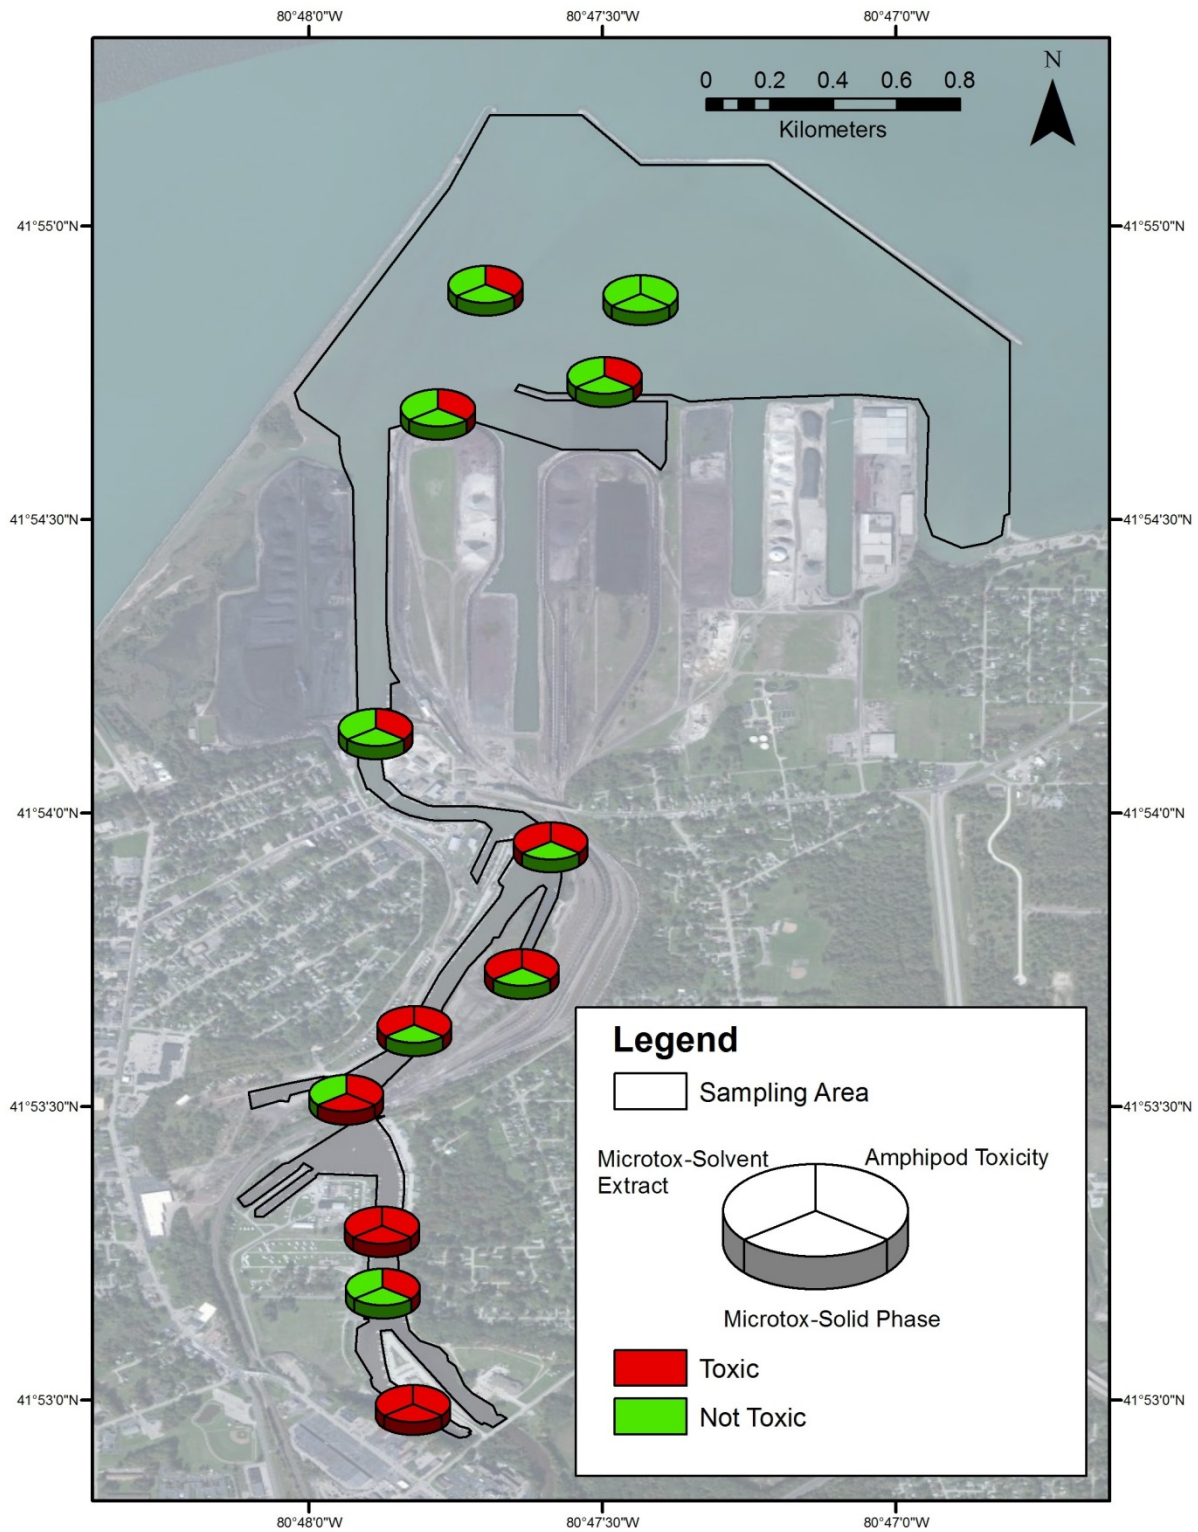 80°48'0"W 80°47'30"W 80°47'0"W
N
0 0.2 0.4 0.6 0.8
Kilometers
41°55'0"N 41°55'0"N
41°54'30"N 41°54'30"N
41°54'0"N 41°54'0"N
41°53'30"N 41°53'30"N
41°53'0"N 41°53'0"N
Legend
Sampling Area
Microtox-Solvent
Extract
Amphipod Toxicity
Microtox-Solid Phase
Toxic
Not Toxic
80°48'0"W 80°47'30"W 80°47'0"W